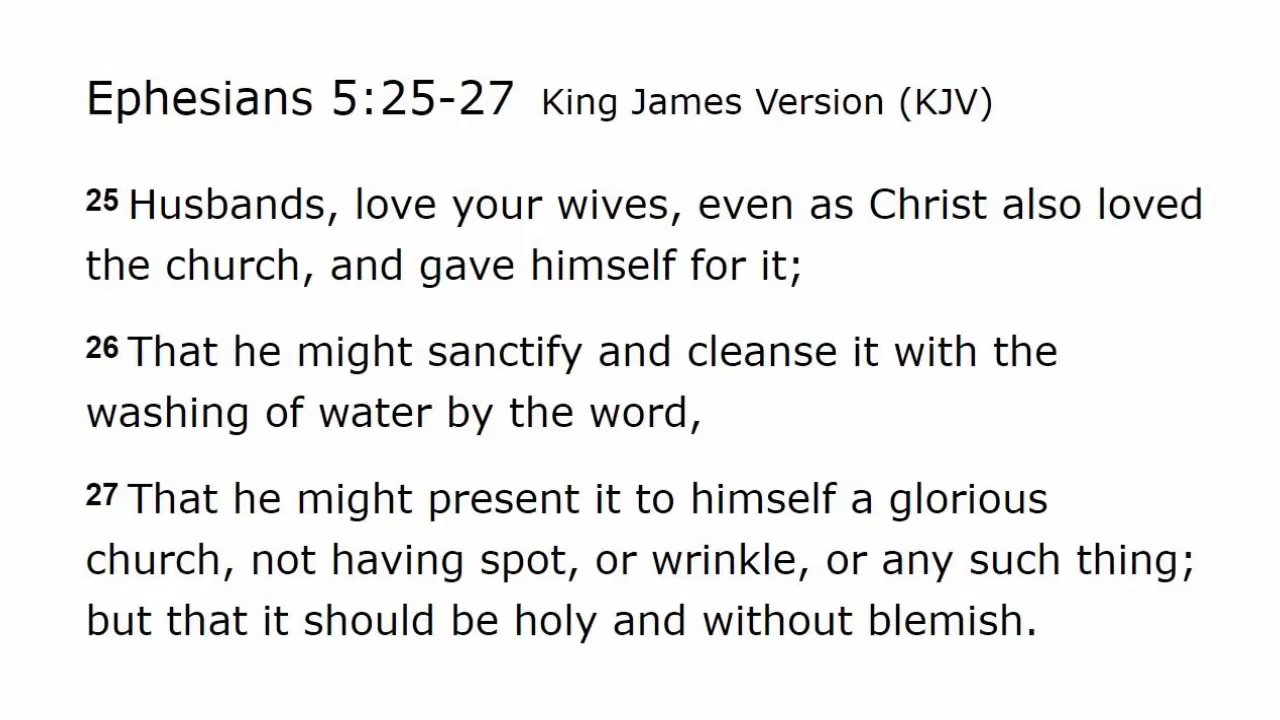 Ephesians 5:25-27 King James Version (KJV)
25 Husbands, love your wives, even as Christ also loved
the church, and gave himself for it;
26 That he might sanctify and cleanse it with the
washing of water by the word,
27 That he might present it to himself a glorious
church, not having spot, or wrinkle, or any such thing;
but that it should be holy and without blemish.